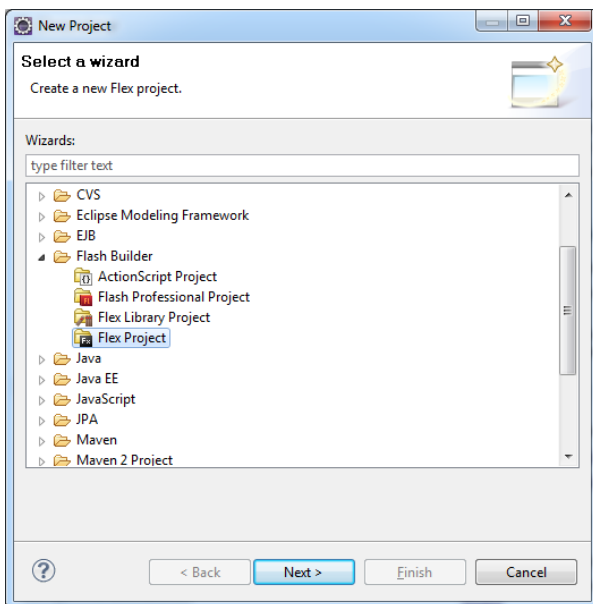 New Project
Select a wizard
Create a new Flex project.
Wizards:
type filter text
CVS
Eclipse Modeling Framework
EJB
Flash Builder
ActionScript Project
Flash Professional Project
Flex Library Project
Flex Project
Java
Java EE
JavaScript
JPA
Maven
Maven 2 Project
< Back Next > Finish Cancel